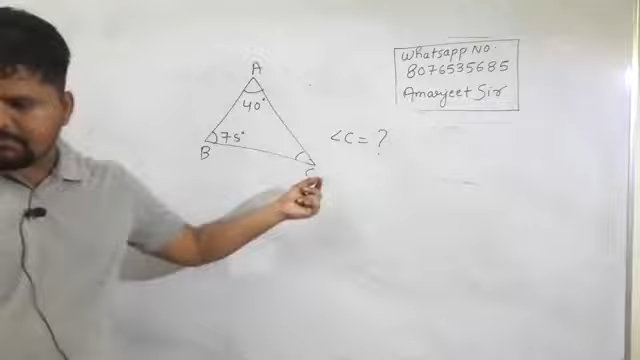 A
40°
75°
B
C
<C = ?
Whatsapp No.
8076535685
Amarjeet Sir